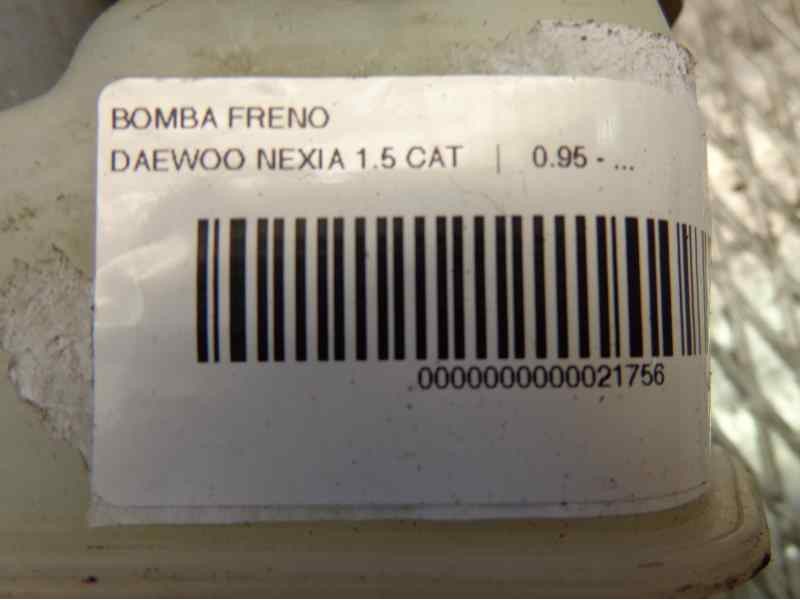 BOMBA FRENO
DAEWOO NEXIA 1.5 CAT | 0.95 - ...
0000000000021756